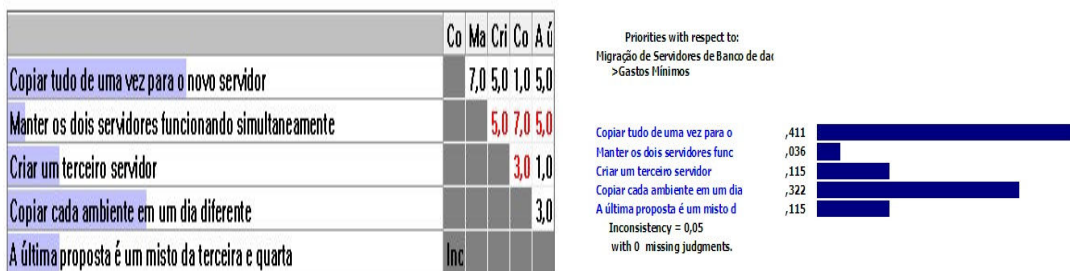 Co Ma Cri Co A ú
Copiar tudo de uma vez para o novo servidor 7,0 5,0 1,0 5,0
Manter os dois servidores funcionando simultaneamente 5,0 7,0 5,0
Criar um terceiro servidor 3,0 1,0
Copiar cada ambiente em um dia diferente 3,0
A última proposta é um misto da terceira e quarta Inc
Priorities with respect to:
Migração de Servidores de Banco de dac
>Gastos Mínimos
Copiar tudo de uma vez para o ,411
Manter os dois servidores func ,036
Criar um terceiro servidor ,115
Copiar cada ambiente em um dia ,322
A última proposta é um misto d ,115
Inconsistency = 0,05
with 0 missing judgments.